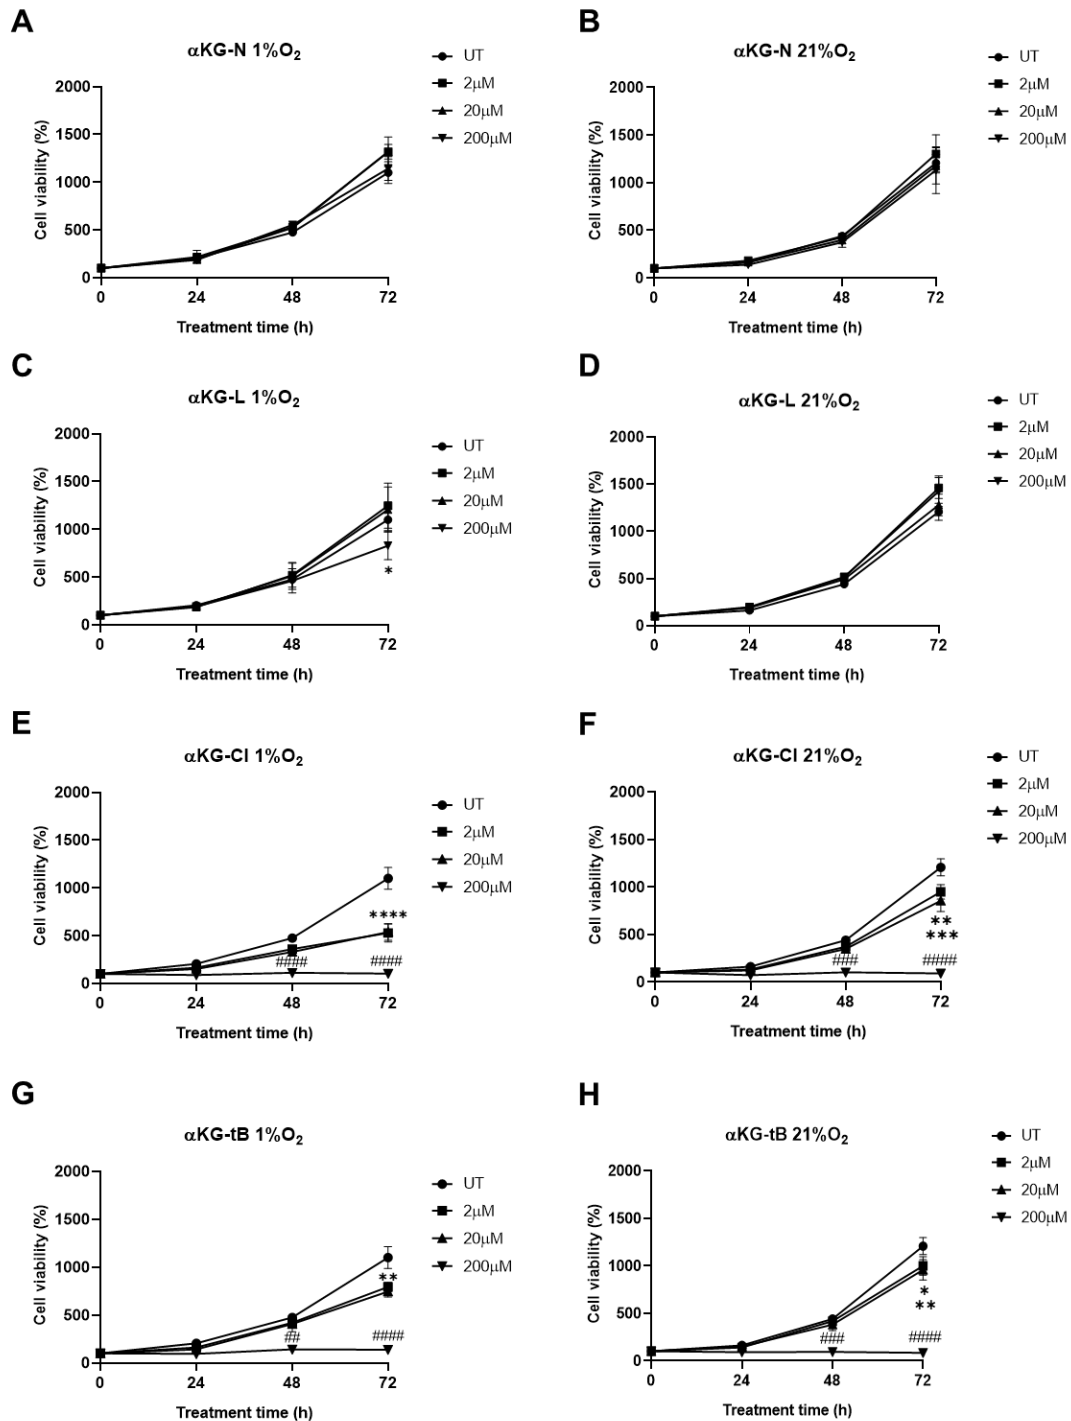 A
αKG-N 1%O₂
UT
2μM
20μM
200μM
Cell viability (%)
2000
1500
1000
500
0
0 24 48 72
Treatment time (h)
B
αKG-N 21%O₂
UT
2μM
20μM
200μM
Cell viability (%)
2000
1500
1000
500
0
0 24 48 72
Treatment time (h)
C
αKG-L 1%O₂
UT
2μM
20μM
200μM
Cell viability (%)
2000
1500
1000
500
0
*
0 24 48 72
Treatment time (h)
D
αKG-L 21%O₂
UT
2μM
20μM
200μM
Cell viability (%)
2000
1500
1000
500
0
0 24 48 72
Treatment time (h)
E
αKG-Cl 1%O₂
UT
2μM
20μM
200μM
Cell viability (%)
2000
1500
1000
500
0
****
#### ####
0 24 48 72
Treatment time (h)
F
αKG-Cl 21%O₂
UT
2μM
20μM
200μM
Cell viability (%)
2000
1500
1000
500
0
**
***
### ####
0 24 48 72
Treatment time (h)
G
αKG-tB 1%O₂
UT
2μM
20μM
200μM
Cell viability (%)
2000
1500
1000
500
0
**
## ####
0 24 48 72
Treatment time (h)
H
αKG-tB 21%O₂
UT
2μM
20μM
200μM
Cell viability (%)
2000
1500
1000
500
0
*
**
### ####
0 24 48 72
Treatment time (h)